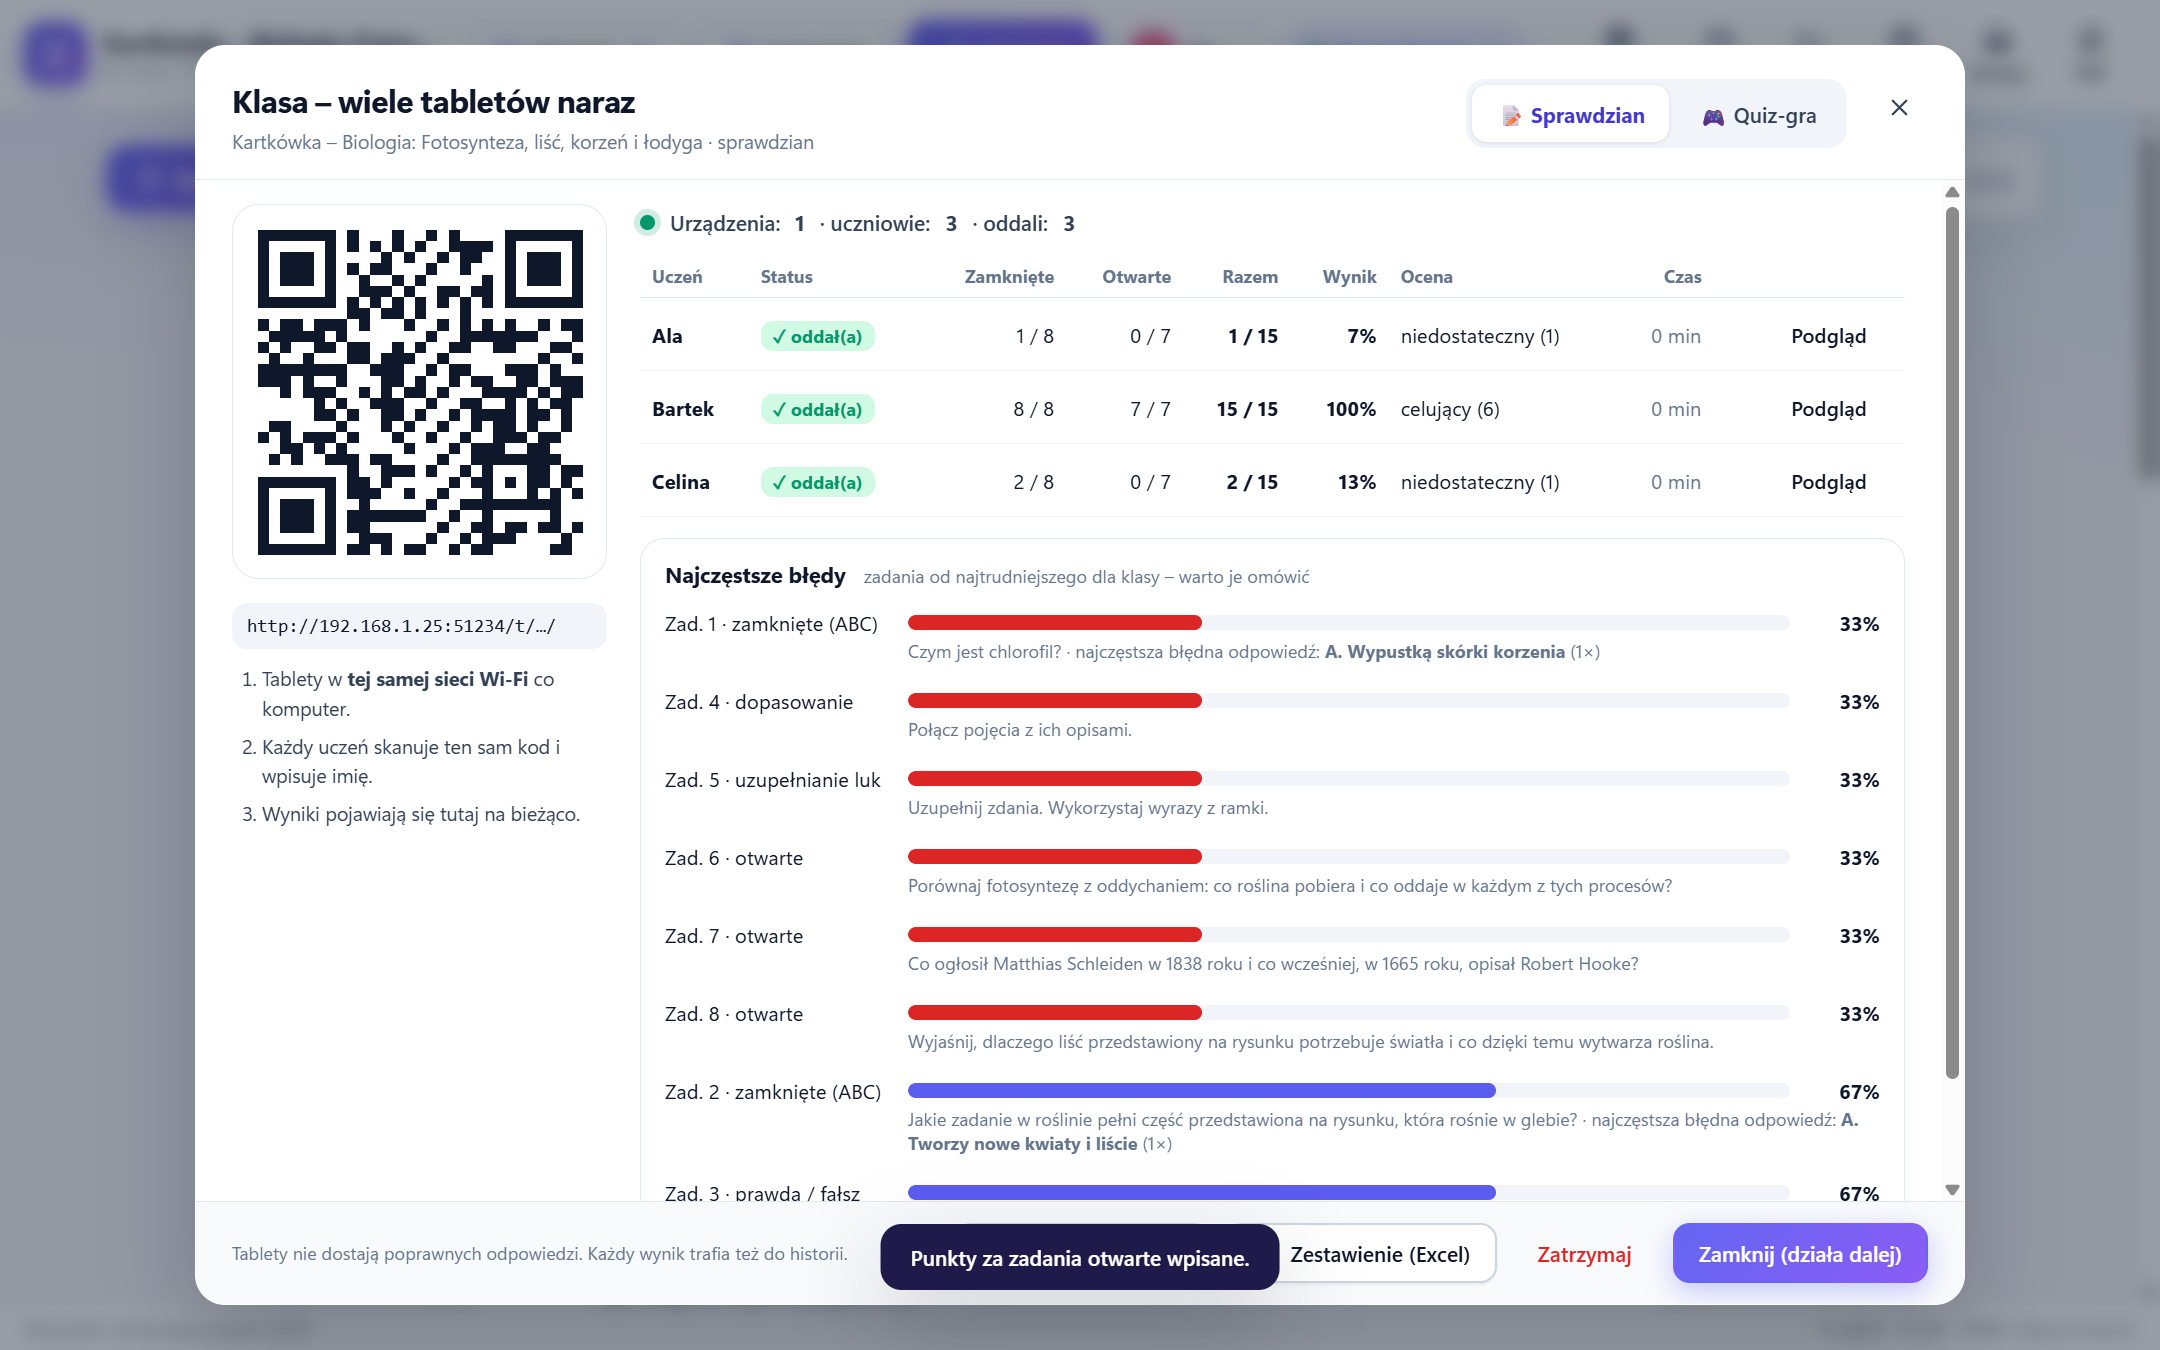 Klasa – wiele tabletów naraz
Kartkówka – Biologia: Fotosynteza, liść, korzeń i łodyga · sprawdzian
📝 Sprawdzian
🎮 Quiz-gra
×
http://192.168.1.25:51234/t/…/
1. Tablety w tej samej sieci Wi-Fi co
komputer.
2. Każdy uczeń skanuje ten sam kod i
wpisuje imię.
3. Wyniki pojawiają się tutaj na bieżąco.
Urządzenia: 1 · uczniowie: 3 · oddali: 3
Uczeń Status Zamknięte Otwarte Razem Wynik Ocena Czas
Ala ✓ oddał(a) 1 / 8 0 / 7 1 / 15 7% niedostateczny (1) 0 min Podgląd
Bartek ✓ oddał(a) 8 / 8 7 / 7 15 / 15 100% celujący (6) 0 min Podgląd
Celina ✓ oddał(a) 2 / 8 0 / 7 2 / 15 13% niedostateczny (1) 0 min Podgląd
Najczęstsze błędy zadania od najtrudniejszego dla klasy – warto je omówić
Zad. 1 · zamknięte (ABC) 33%
Czym jest chlorofil? · najczęstsza błędna odpowiedź: A. Wypustką skórki korzenia (1×)
Zad. 4 · dopasowanie 33%
Połącz pojęcia z ich opisami.
Zad. 5 · uzupełnianie luk 33%
Uzupełnij zdania. Wykorzystaj wyrazy z ramki.
Zad. 6 · otwarte 33%
Porównaj fotosyntezę z oddychaniem: co roślina pobiera i co oddaje w każdym z tych procesów?
Zad. 7 · otwarte 33%
Co ogłosił Matthias Schleiden w 1838 roku i co wcześniej, w 1665 roku, opisał Robert Hooke?
Zad. 8 · otwarte 33%
Wyjaśnij, dlaczego liść przedstawiony na rysunku potrzebuje światła i co dzięki temu wytwarza roślina.
Zad. 2 · zamknięte (ABC) 67%
Jakie zadanie w roślinie pełni część przedstawiona na rysunku, która rośnie w glebie? · najczęstsza błędna odpowiedź: A.
Tworzy nowe kwiaty i liście (1×)
Zad. 3 · prawda / fałsz 67%
Tablety nie dostają poprawnych odpowiedzi. Każdy wynik trafia też do historii.
Punkty za zadania otwarte wpisane.
Zestawienie (Excel)
Zatrzymaj
Zamknij (działa dalej)